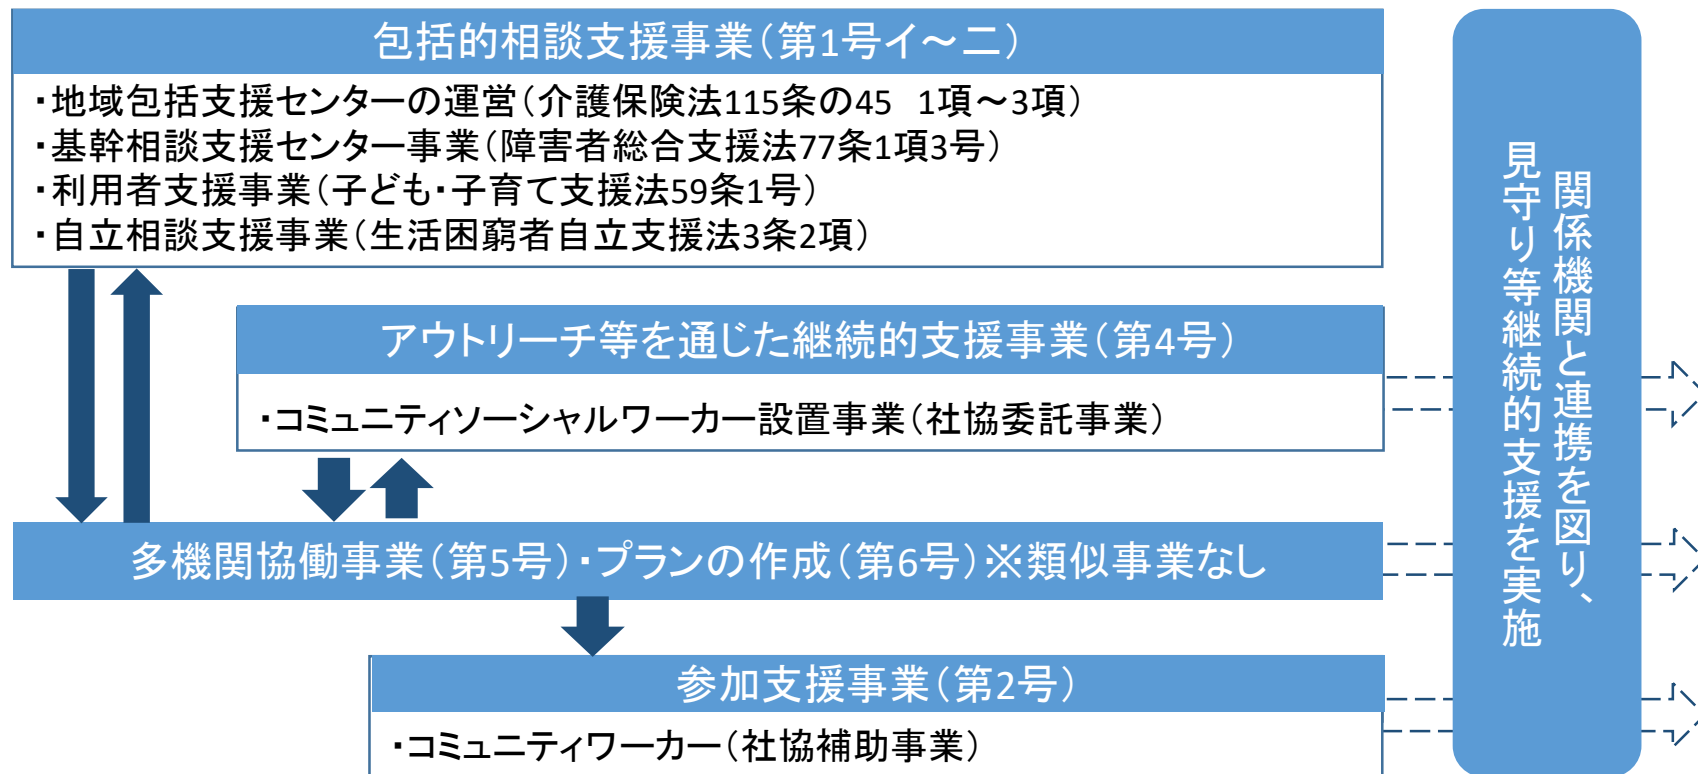 包括的相談支援事業（第1号イ～ニ）
・地域包括支援センターの運営（介護保険法115条の45 1項～3項）
・基幹相談支援センター事業（障害者総合支援法77条1項3号）
・利用者支援事業（子ども・子育て支援法59条1号）
・自立相談支援事業（生活困窮者自立支援法3条2項）
アウトリーチ等を通じた継続的支援事業（第4号）
・コミュニティソーシャルワーカー設置事業（社協委託事業）
多機関協働事業（第5号）・プランの作成（第6号）※類似事業なし
参加支援事業（第2号）
・コミュニティワーカー（社協補助事業）
関係機関と連携を図り、
見守り等継続的支援を実施